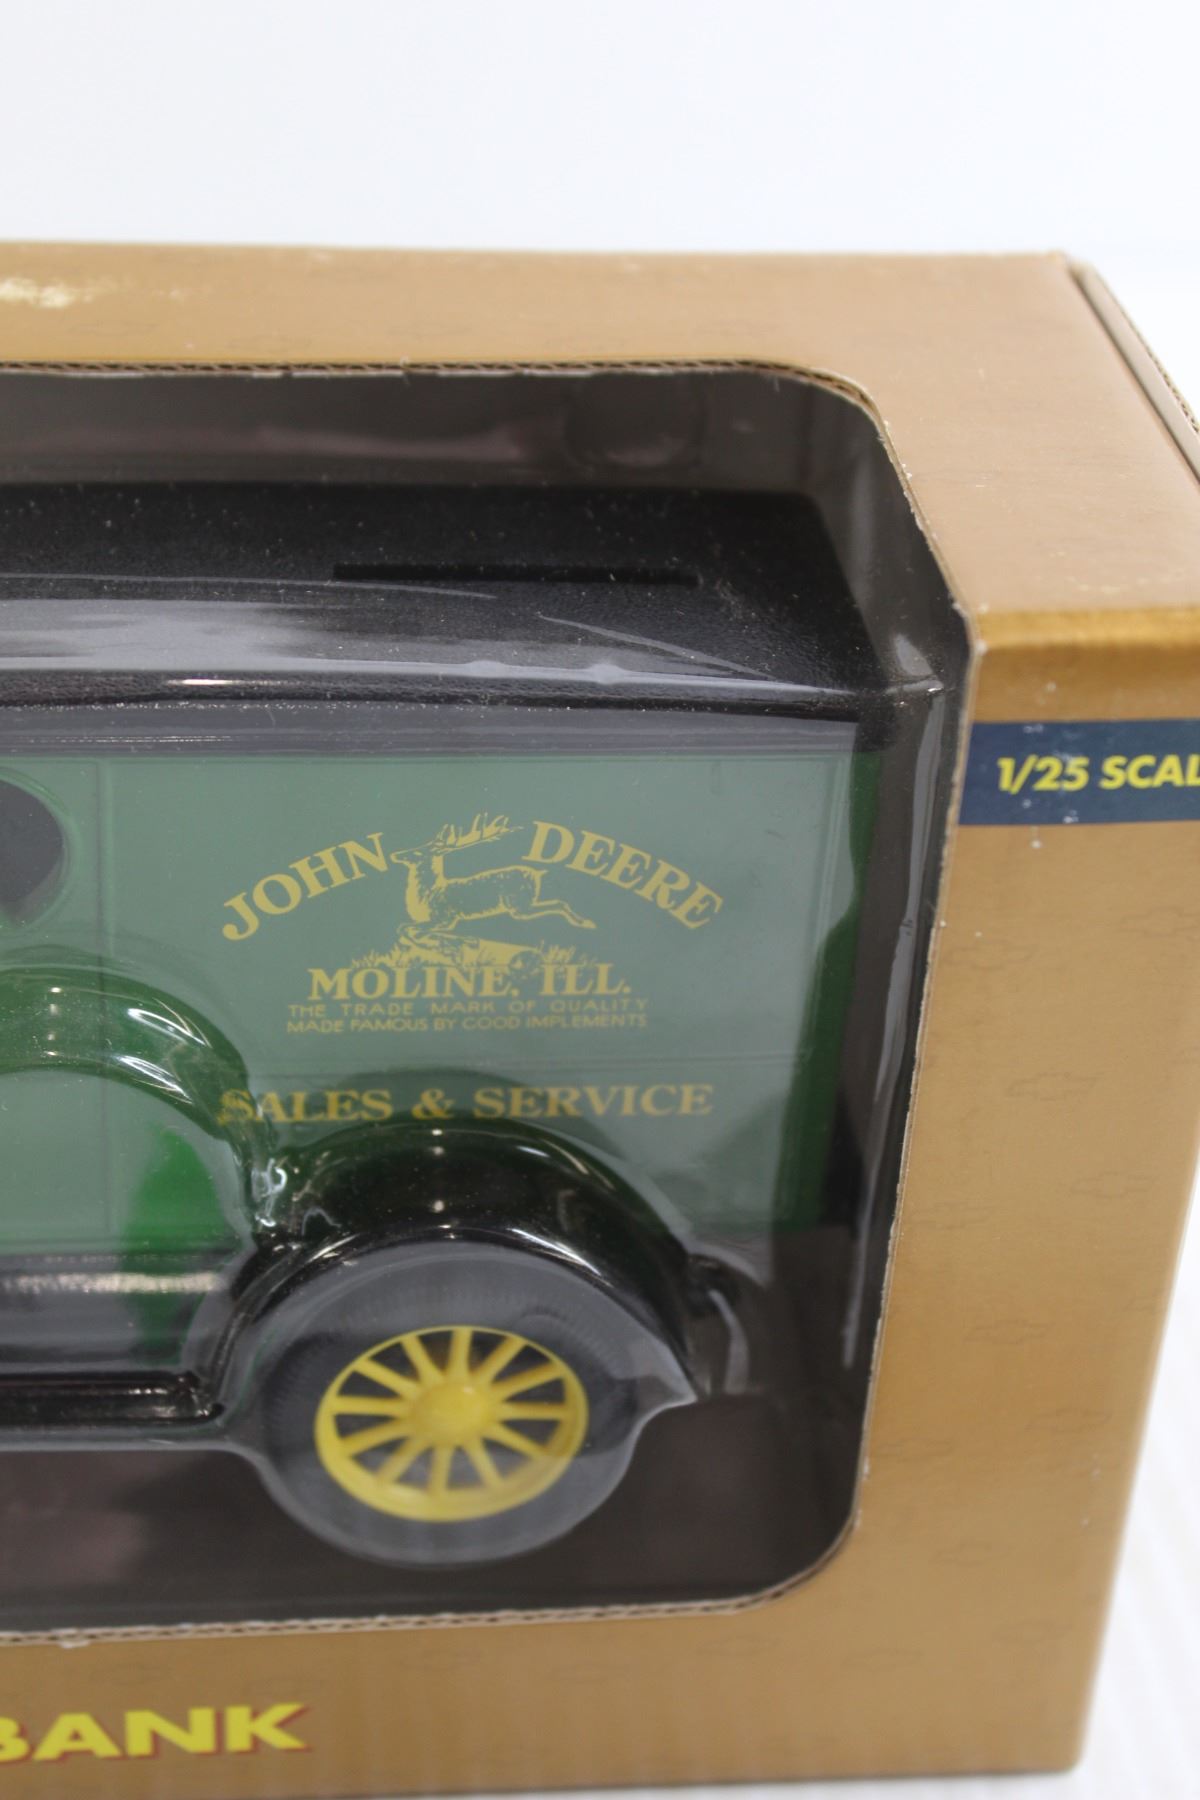 1/25 SCAL
JOHN DEERE
MOLINE, ILL.
THE TRADE MARK OF QUALITY
MADE FAMOUS BY GOOD IMPLEMENTS
SALES & SERVICE
BANK